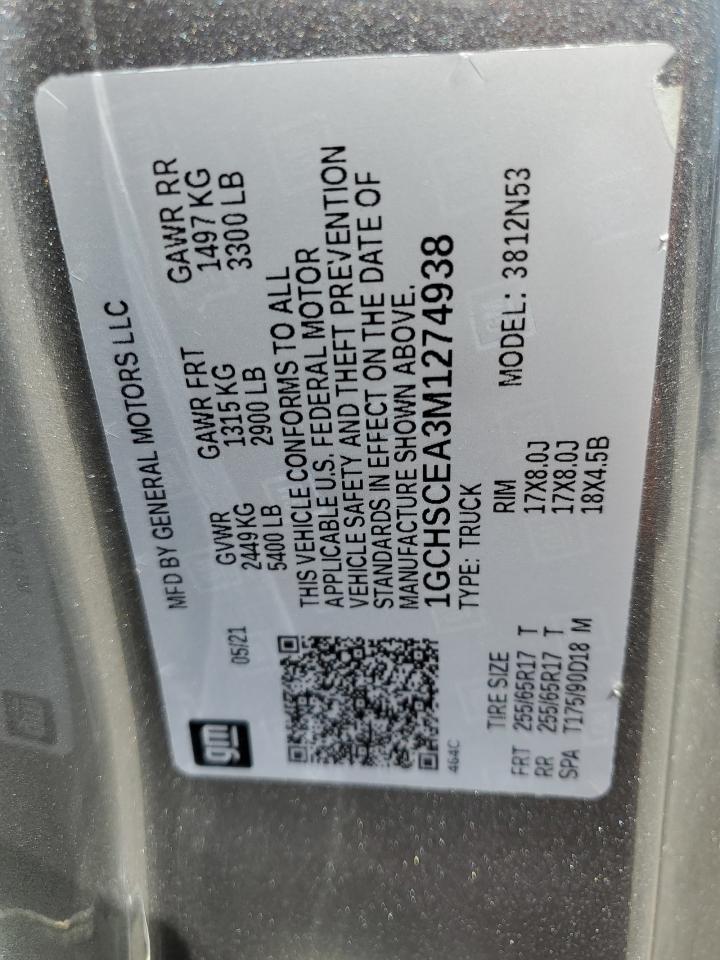 gm
05/21
MFD BY GENERAL MOTORS LLC
GVWR GAWR FRT GAWR RR
2449 KG 1315 KG 1497 KG
5400 LB 2900 LB 3300 LB
THIS VEHICLE CONFORMS TO ALL
APPLICABLE U.S. FEDERAL MOTOR
VEHICLE SAFETY AND THEFT PREVENTION
STANDARDS IN EFFECT ON THE DATE OF
MANUFACTURE SHOWN ABOVE.
1GCHSCEA3M1274938
464C
TYPE: TRUCK
MODEL: 3812N53
TIRE SIZE RIM
FRT 255/65R17 T 17X8.0J
RR 255/65R17 T 17X8.0J
SPA T175/90D18 M 18X4.5B